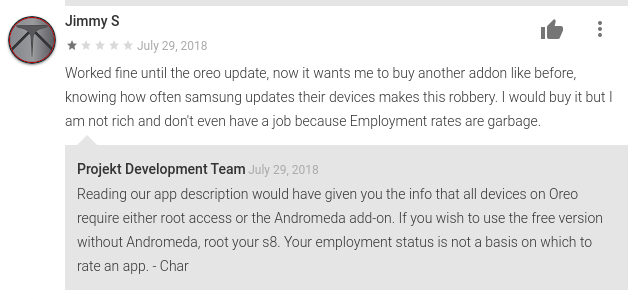 Jimmy S
July 29, 2018
Worked fine until the oreo update, now it wants me to buy another addon like before,
knowing how often samsung updates their devices makes this robbery. I would buy it but I
am not rich and don't even have a job because Employment rates are garbage.
Projekt Development Team July 29, 2018
Reading our app description would have given you the info that all devices on Oreo
require either root access or the Andromeda add-on. If you wish to use the free version
without Andromeda, root your s8. Your employment status is not a basis on which to
rate an app. - Char